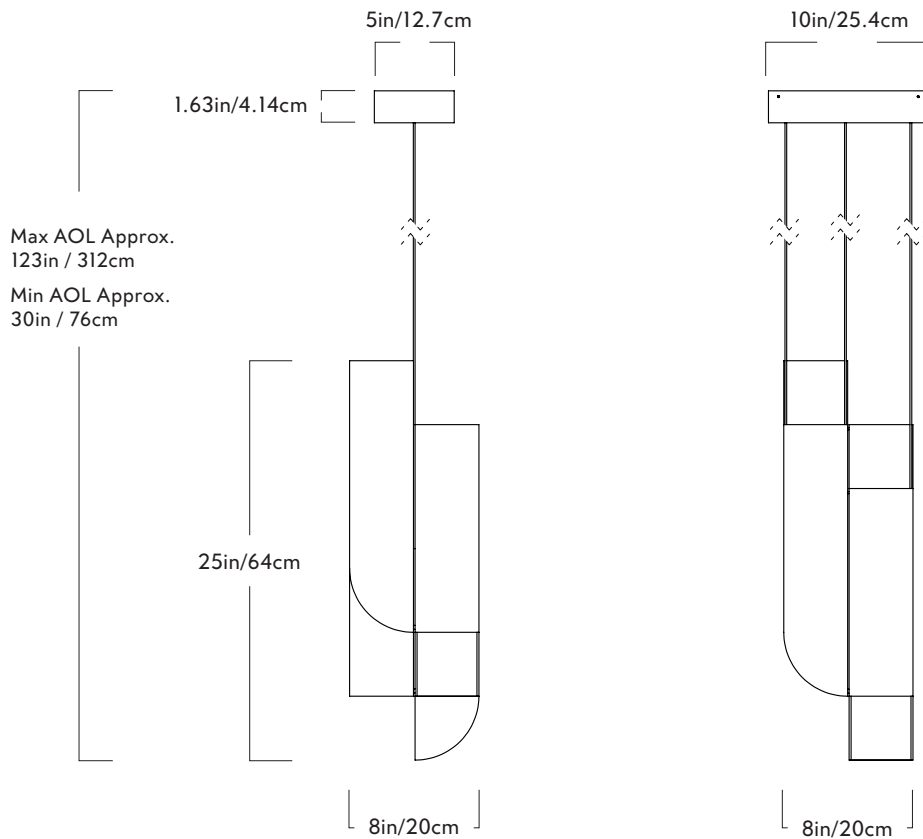 5in/12.7cm
10in/25.4cm
1.63in/4.14cm
Max AOL Approx.
123in / 312cm
Min AOL Approx.
30in / 76cm
25in/64cm
8in/20cm
8in/20cm